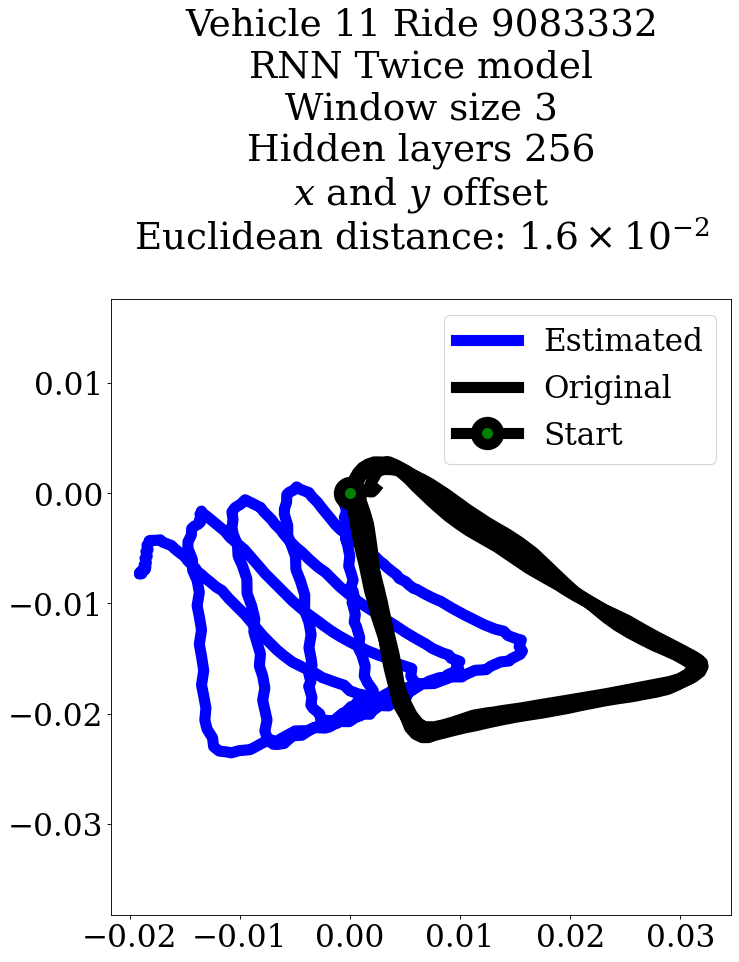 Vehicle 11 Ride 9083332
RNN Twice model
Window size 3
Hidden layers 256
x and y offset
Euclidean distance: 1.6 × 10⁻²
Estimated
Original
Start
0.01
0.00
−0.01
−0.02
−0.03
−0.02 −0.01 0.00 0.01 0.02 0.03